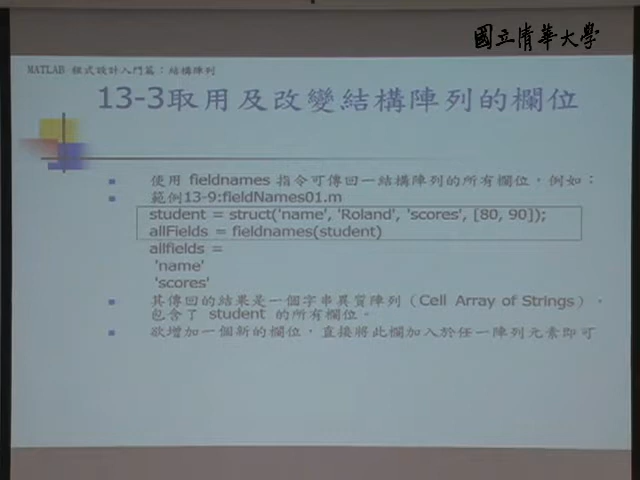 國立清華大學
MATLAB 程式設計入門篇：結構陣列
13-3取用及改變結構陣列的欄位
使用 fieldnames 指令可傳回一結構陣列的所有欄位，例如：
範例13-9:fieldNames01.m
student = struct('name', 'Roland', 'scores', [80, 90]);
allFields = fieldnames(student)
allfields =
'name'
'scores'
其傳回的結果是一個字串異質陣列（Cell Array of Strings），
包含了 student 的所有欄位。
欲增加一個新的欄位，直接將此欄加入於任一陣列元素即可